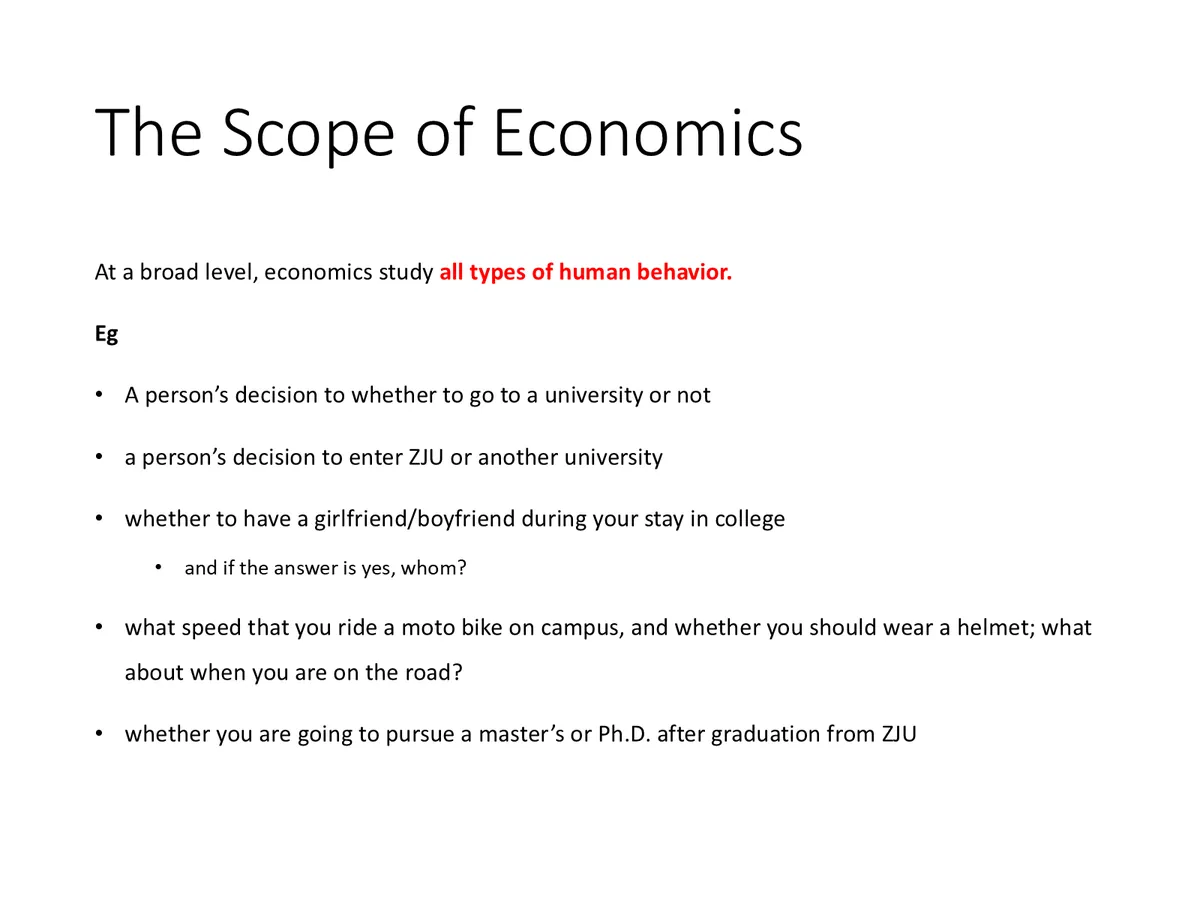 The Scope of Economics
At a broad level, economics study all types of human behavior.
Eg
• A person’s decision to whether to go to a university or not
• a person’s decision to enter ZJU or another university
• whether to have a girlfriend/boyfriend during your stay in college
• and if the answer is yes, whom?
• what speed that you ride a moto bike on campus, and whether you should wear a helmet; what
about when you are on the road?
• whether you are going to pursue a master’s or Ph.D. after graduation from ZJU